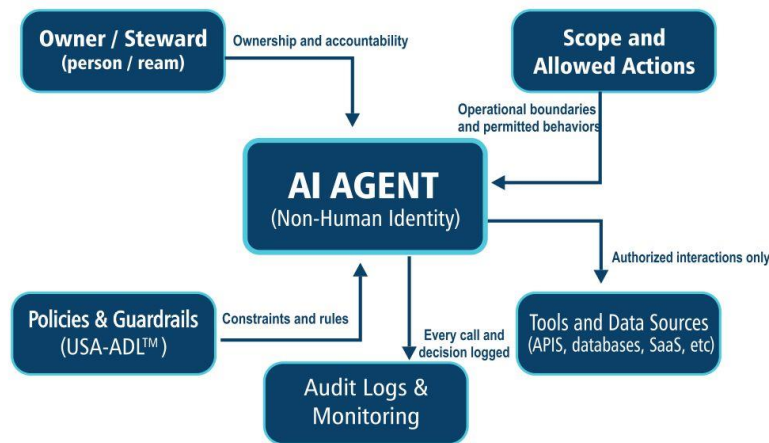 Owner / Steward
(person / ream)
Ownership and accountability
Scope and
Allowed Actions
Operational boundaries
and permitted behaviors
AI AGENT
(Non-Human Identity)
Authorized interactions only
Policies & Guardrails
(USA-ADL™)
Constraints and rules
Every call and
decision logged
Tools and Data Sources
(APIS, databases, SaaS, etc)
Audit Logs &
Monitoring